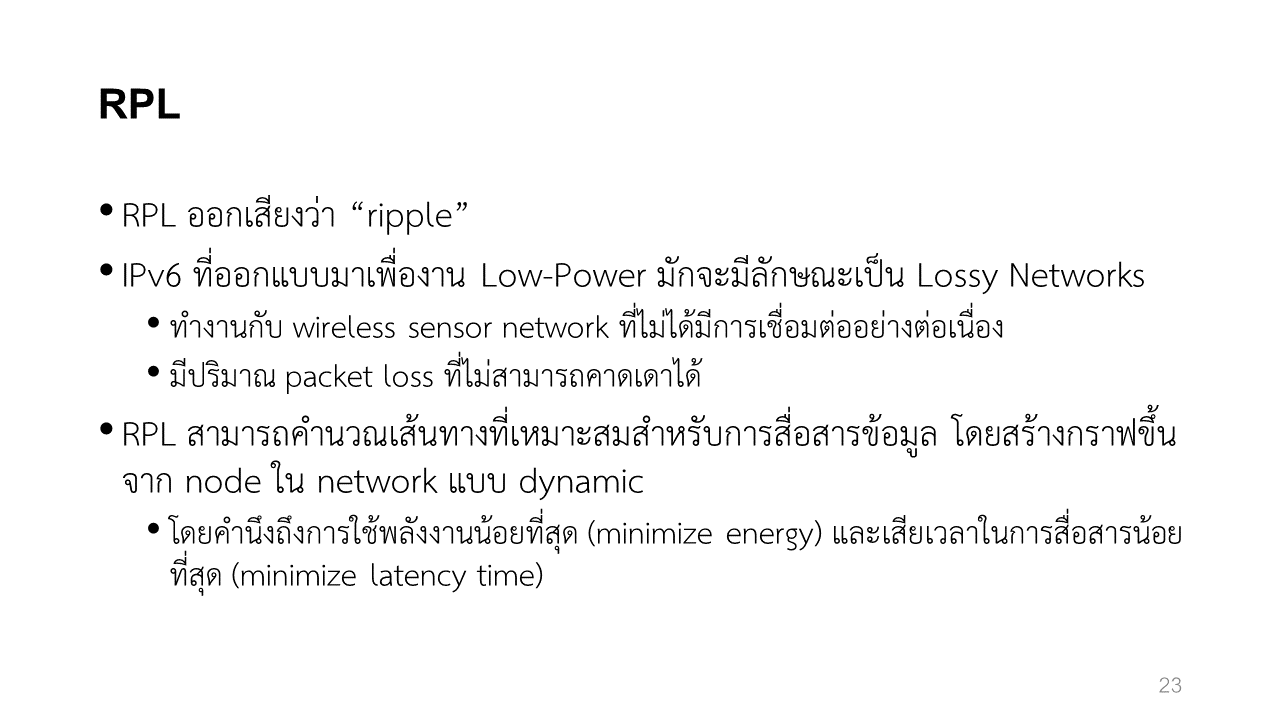 RPL
• RPL ออกเสียงว่า “ripple”
• IPv6 ที่ออกแบบมาเพื่องาน Low-Power มักจะมีลักษณะเป็น Lossy Networks
• ทำงานกับ wireless sensor network ที่ไม่ได้มีการเชื่อมต่ออย่างต่อเนื่อง
• มีปริมาณ packet loss ที่ไม่สามารถคาดเดาได้
• RPL สามารถคำนวณเส้นทางที่เหมาะสมสำหรับการสื่อสารข้อมูล โดยสร้างกราฟขึ้น
จาก node ใน network แบบ dynamic
• โดยคำนึงถึงการใช้พลังงานน้อยที่สุด (minimize energy) และเสียเวลาในการสื่อสารน้อย
ที่สุด (minimize latency time)
23